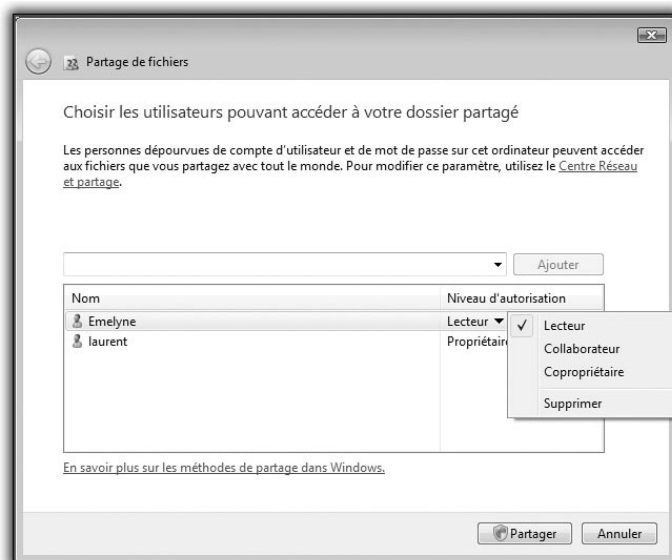 Partage de fichiers
Choisir les utilisateurs pouvant accéder à votre dossier partagé
Les personnes dépourvues de compte d'utilisateur et de mot de passe sur cet ordinateur peuvent accéder
aux fichiers que vous partagez avec tout le monde. Pour modifier ce paramètre, utilisez le Centre Réseau
et partage.
Ajouter
Nom Niveau d'autorisation
Emelyne Lecteur
laurent Propriétaire
Lecteur
Collaborateur
Copropriétaire
Supprimer
En savoir plus sur les méthodes de partage dans Windows.
Partager Annuler